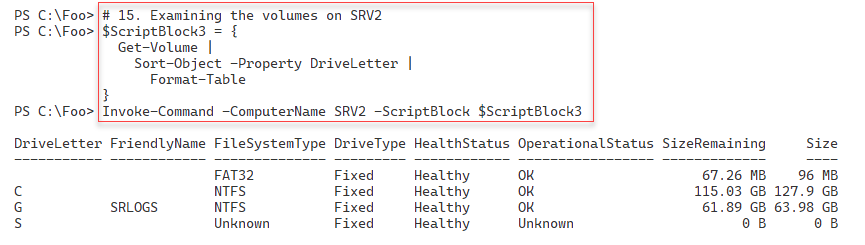 PS C:\Foo> # 15. Examining the volumes on SRV2
PS C:\Foo> $ScriptBlock3 = {
  Get-Volume |
    Sort-Object -Property DriveLetter |
      Format-Table
}
PS C:\Foo> Invoke-Command -ComputerName SRV2 -ScriptBlock $ScriptBlock3
DriveLetter FriendlyName FileSystemType DriveType HealthStatus OperationalStatus SizeRemaining     Size
----------- ------------ -------------- --------- ------------ ----------------- -------------     ----
                         FAT32          Fixed     Healthy      OK                     67.26 MB    96 MB
C                        NTFS           Fixed     Healthy      OK                    115.03 GB 127.9 GB
G           SRLOGS       NTFS           Fixed     Healthy      OK                     61.89 GB 63.98 GB
S                        Unknown        Fixed     Healthy      Unknown                     0 B      0 B